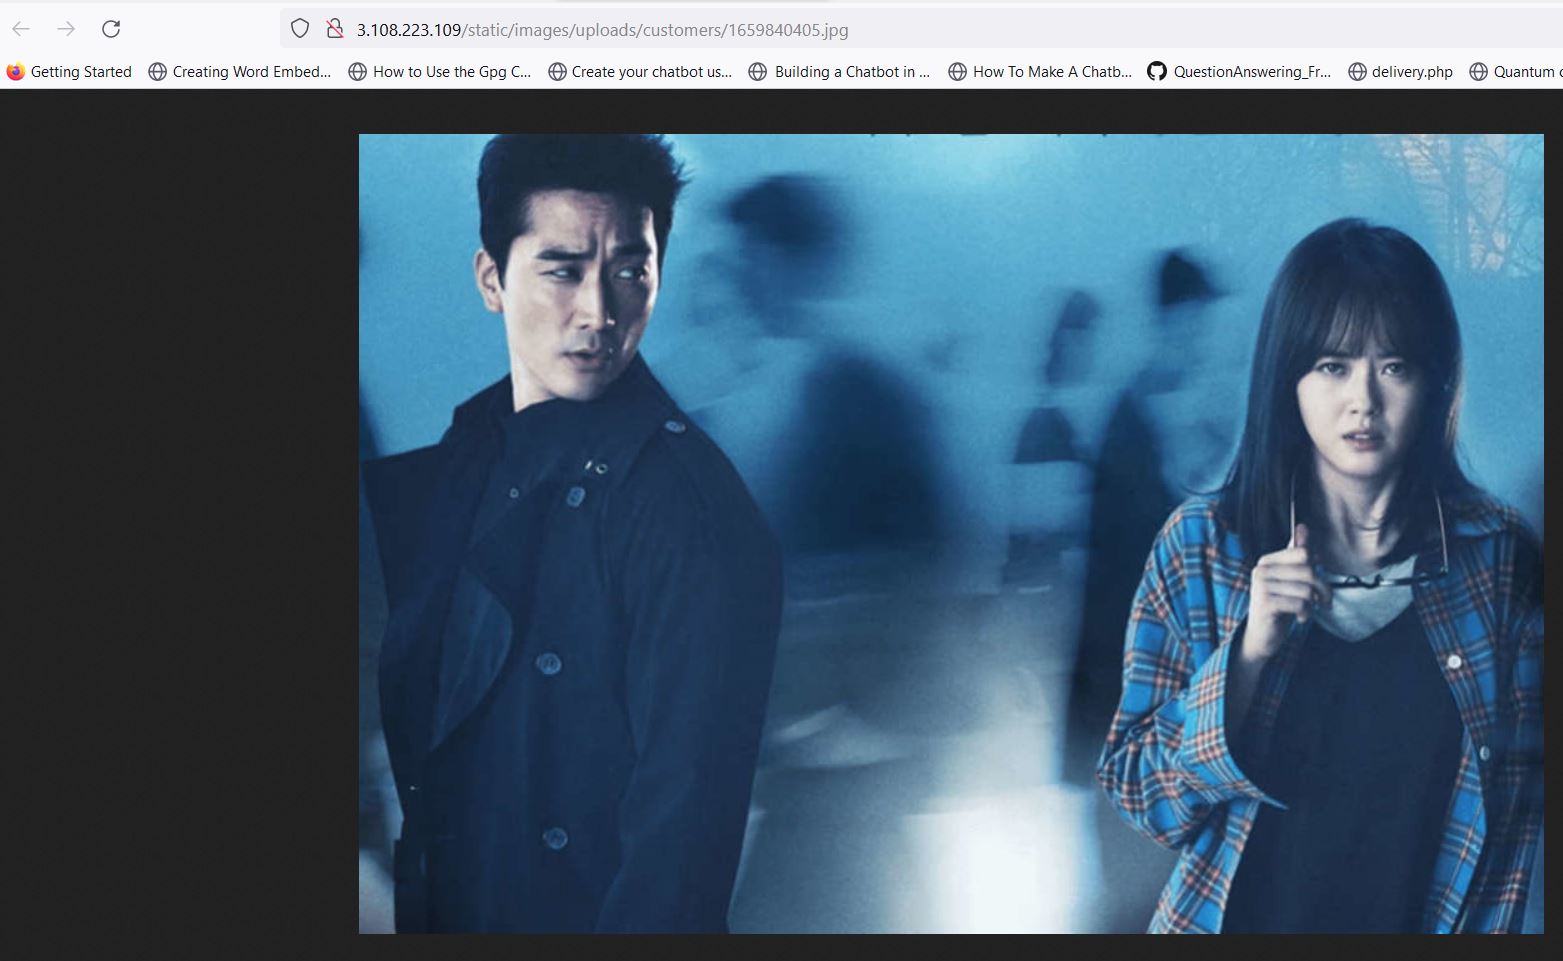 3.108.223.109/static/images/uploads/customers/1659840405.jpg
Getting Started Creating Word Embed... How to Use the Gpg C... Create your chatbot us... Building a Chatbot in ... How To Make A Chatb... QuestionAnswering_Fr... delivery.php Quantum